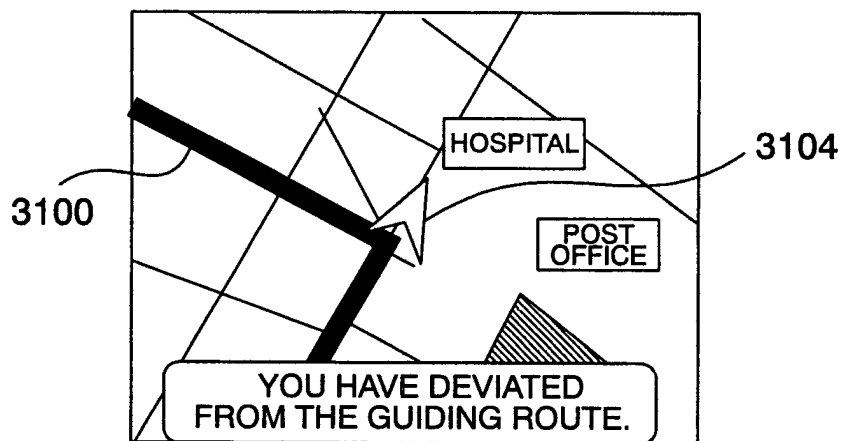 HOSPITAL
3104
3100
POST
OFFICE
YOU HAVE DEVIATED
FROM THE GUIDING ROUTE.